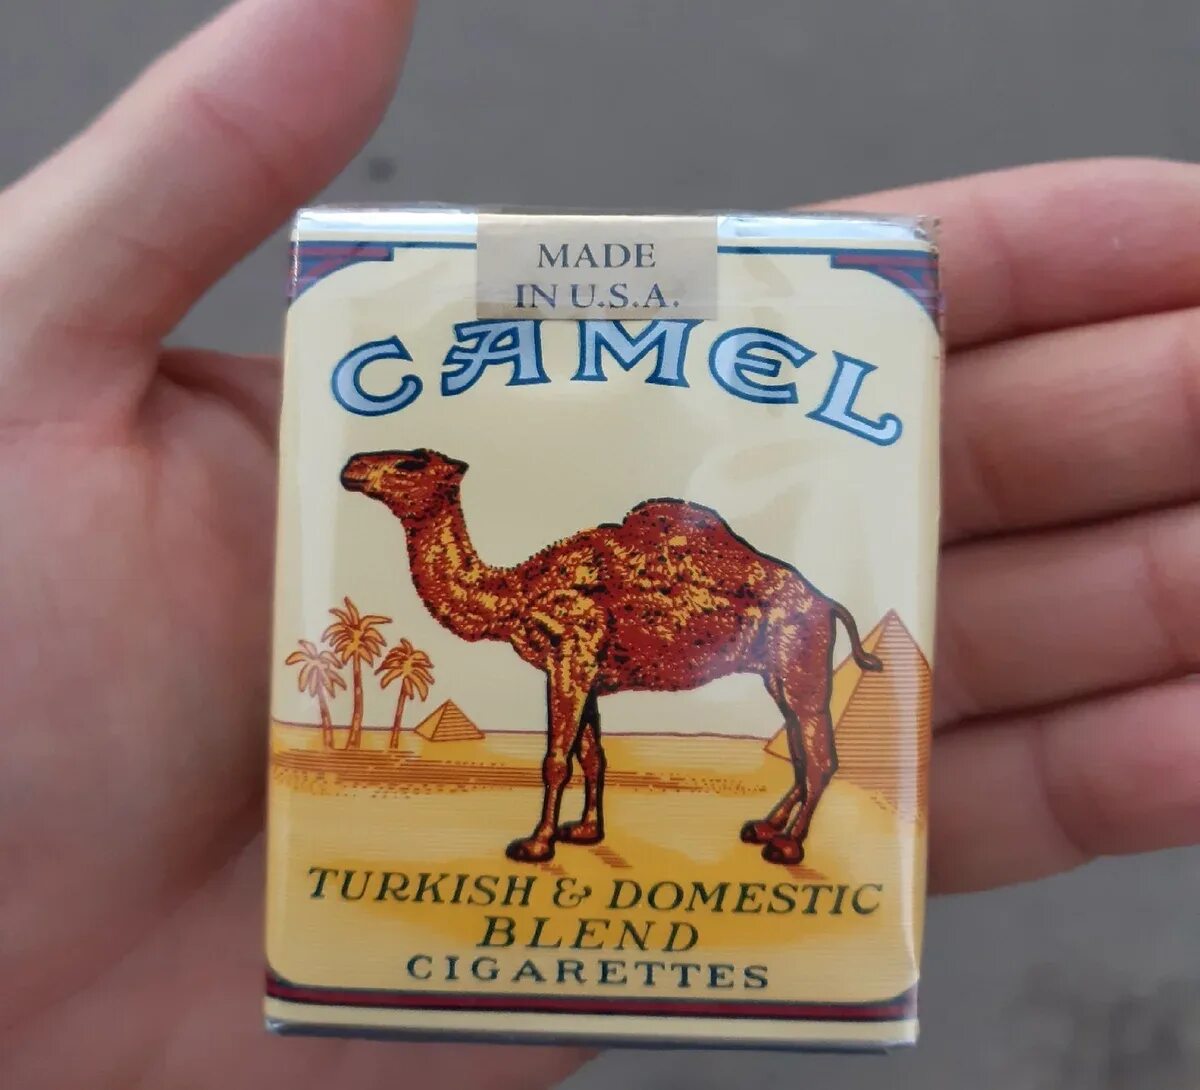 MADE
IN U.S.A.
CAMEL
TURKISH & DOMESTIC
BLEND
CIGARETTES